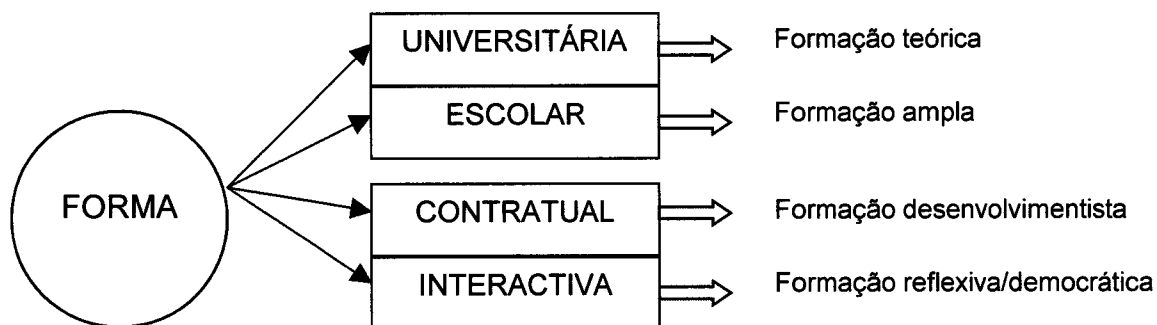 UNIVERSITÁRIA
Formação teórica
ESCOLAR
Formação ampla
FORMA
CONTRATUAL
Formação desenvolvimentista
INTERACTIVA
Formação reflexiva/democrática